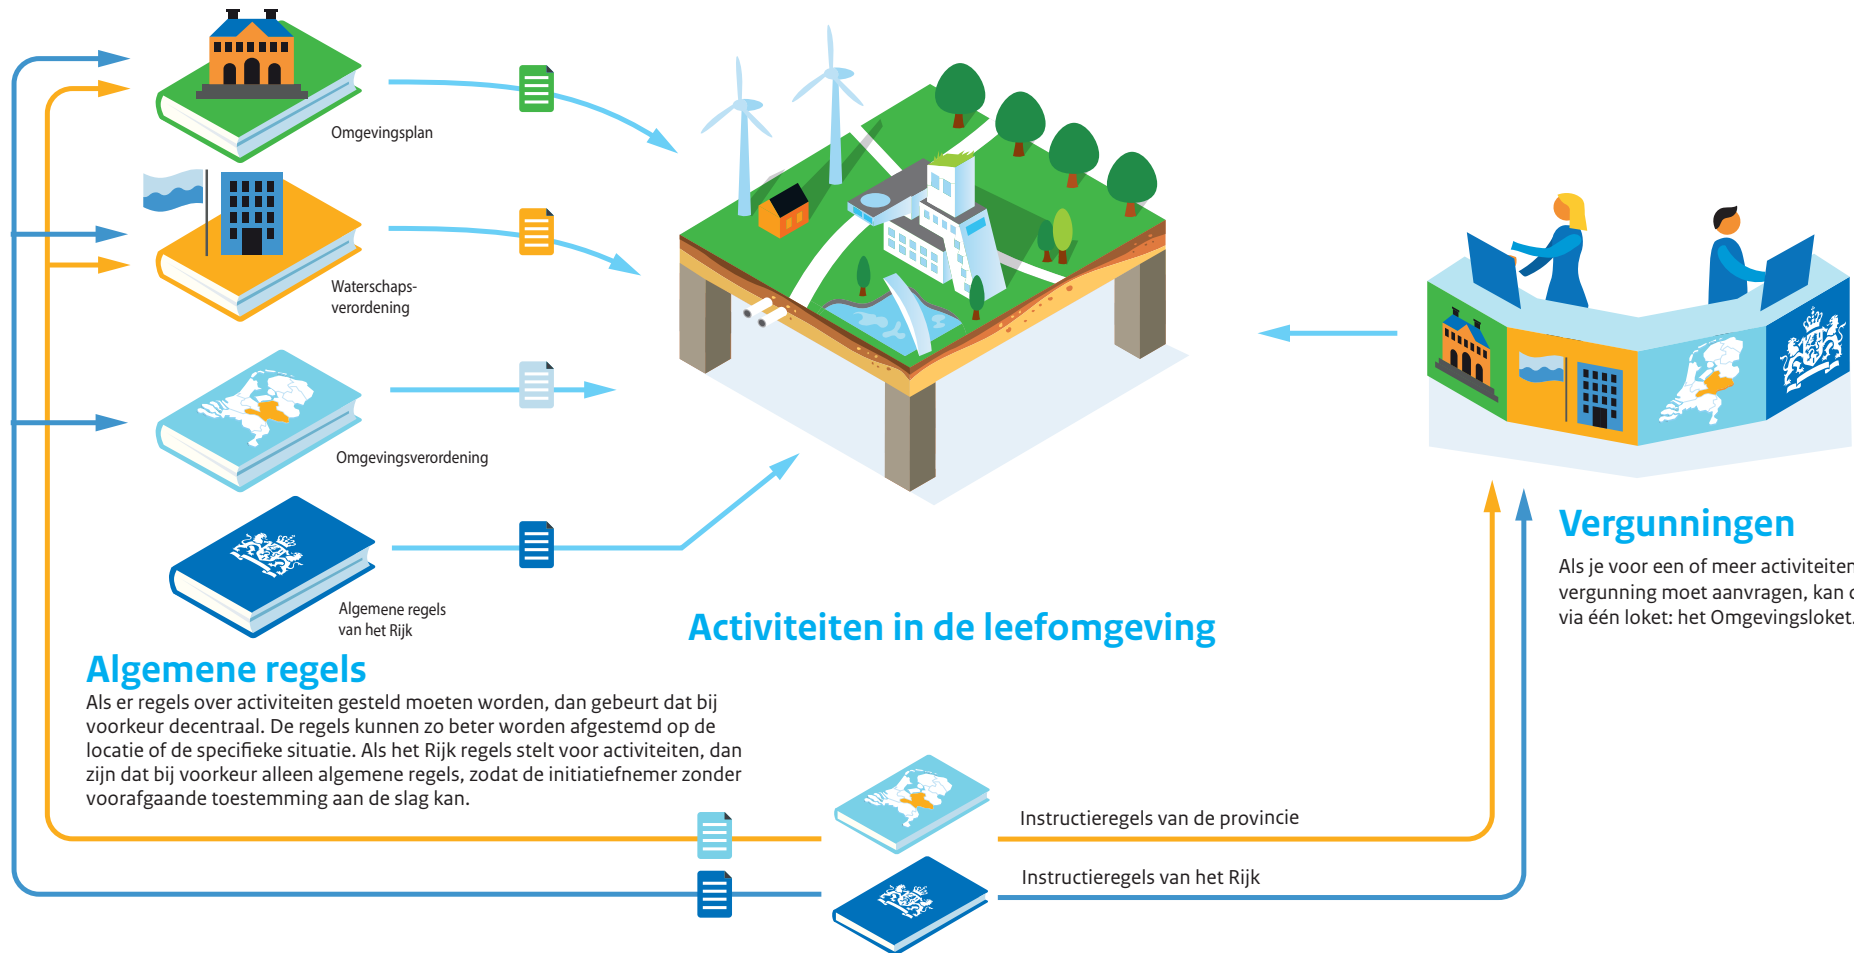 Omgevingsplan
Waterschaps-
verordening
Omgevingsverordening
Algemene regels
van het Rijk
Algemene regels
Als er regels over activiteiten gesteld moeten worden, dan gebeurt dat bij
voorkeur decentraal. De regels kunnen zo beter worden afgestemd op de
locatie of de specifieke situatie. Als het Rijk regels stelt voor activiteiten, dan
zijn dat bij voorkeur alleen algemene regels, zodat de initiatiefnemer zonder
voorafgaande toestemming aan de slag kan.
Activiteiten in de leefomgeving
Vergunningen
Als je voor een of meer activiteiten
vergunning moet aanvragen, kan
via één loket: het Omgevingsloket.
Instructieregels van de provincie
Instructieregels van het Rijk